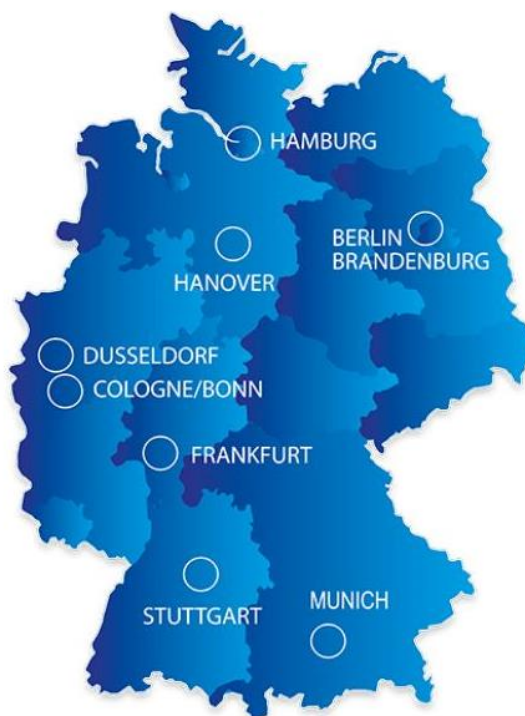 HAMBURG
BERLIN
BRANDENBURG
HANOVER
DUSSELDORF
COLOGNE/BONN
FRANKFURT
STUTTGART
MUNICH